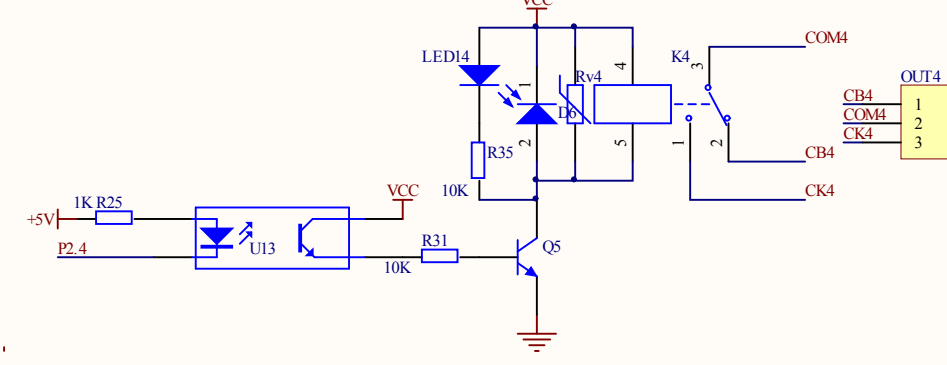 VCC
COM4
LED14
K4
3
4
Rv4
OUT4
1
D6
CB4
1
COM4
2
CK4
3
R35
2
5
1
2
CB4
10K
VCC
CK4
1K R25
+5V
R31
Q5
P2.4
U13
10K